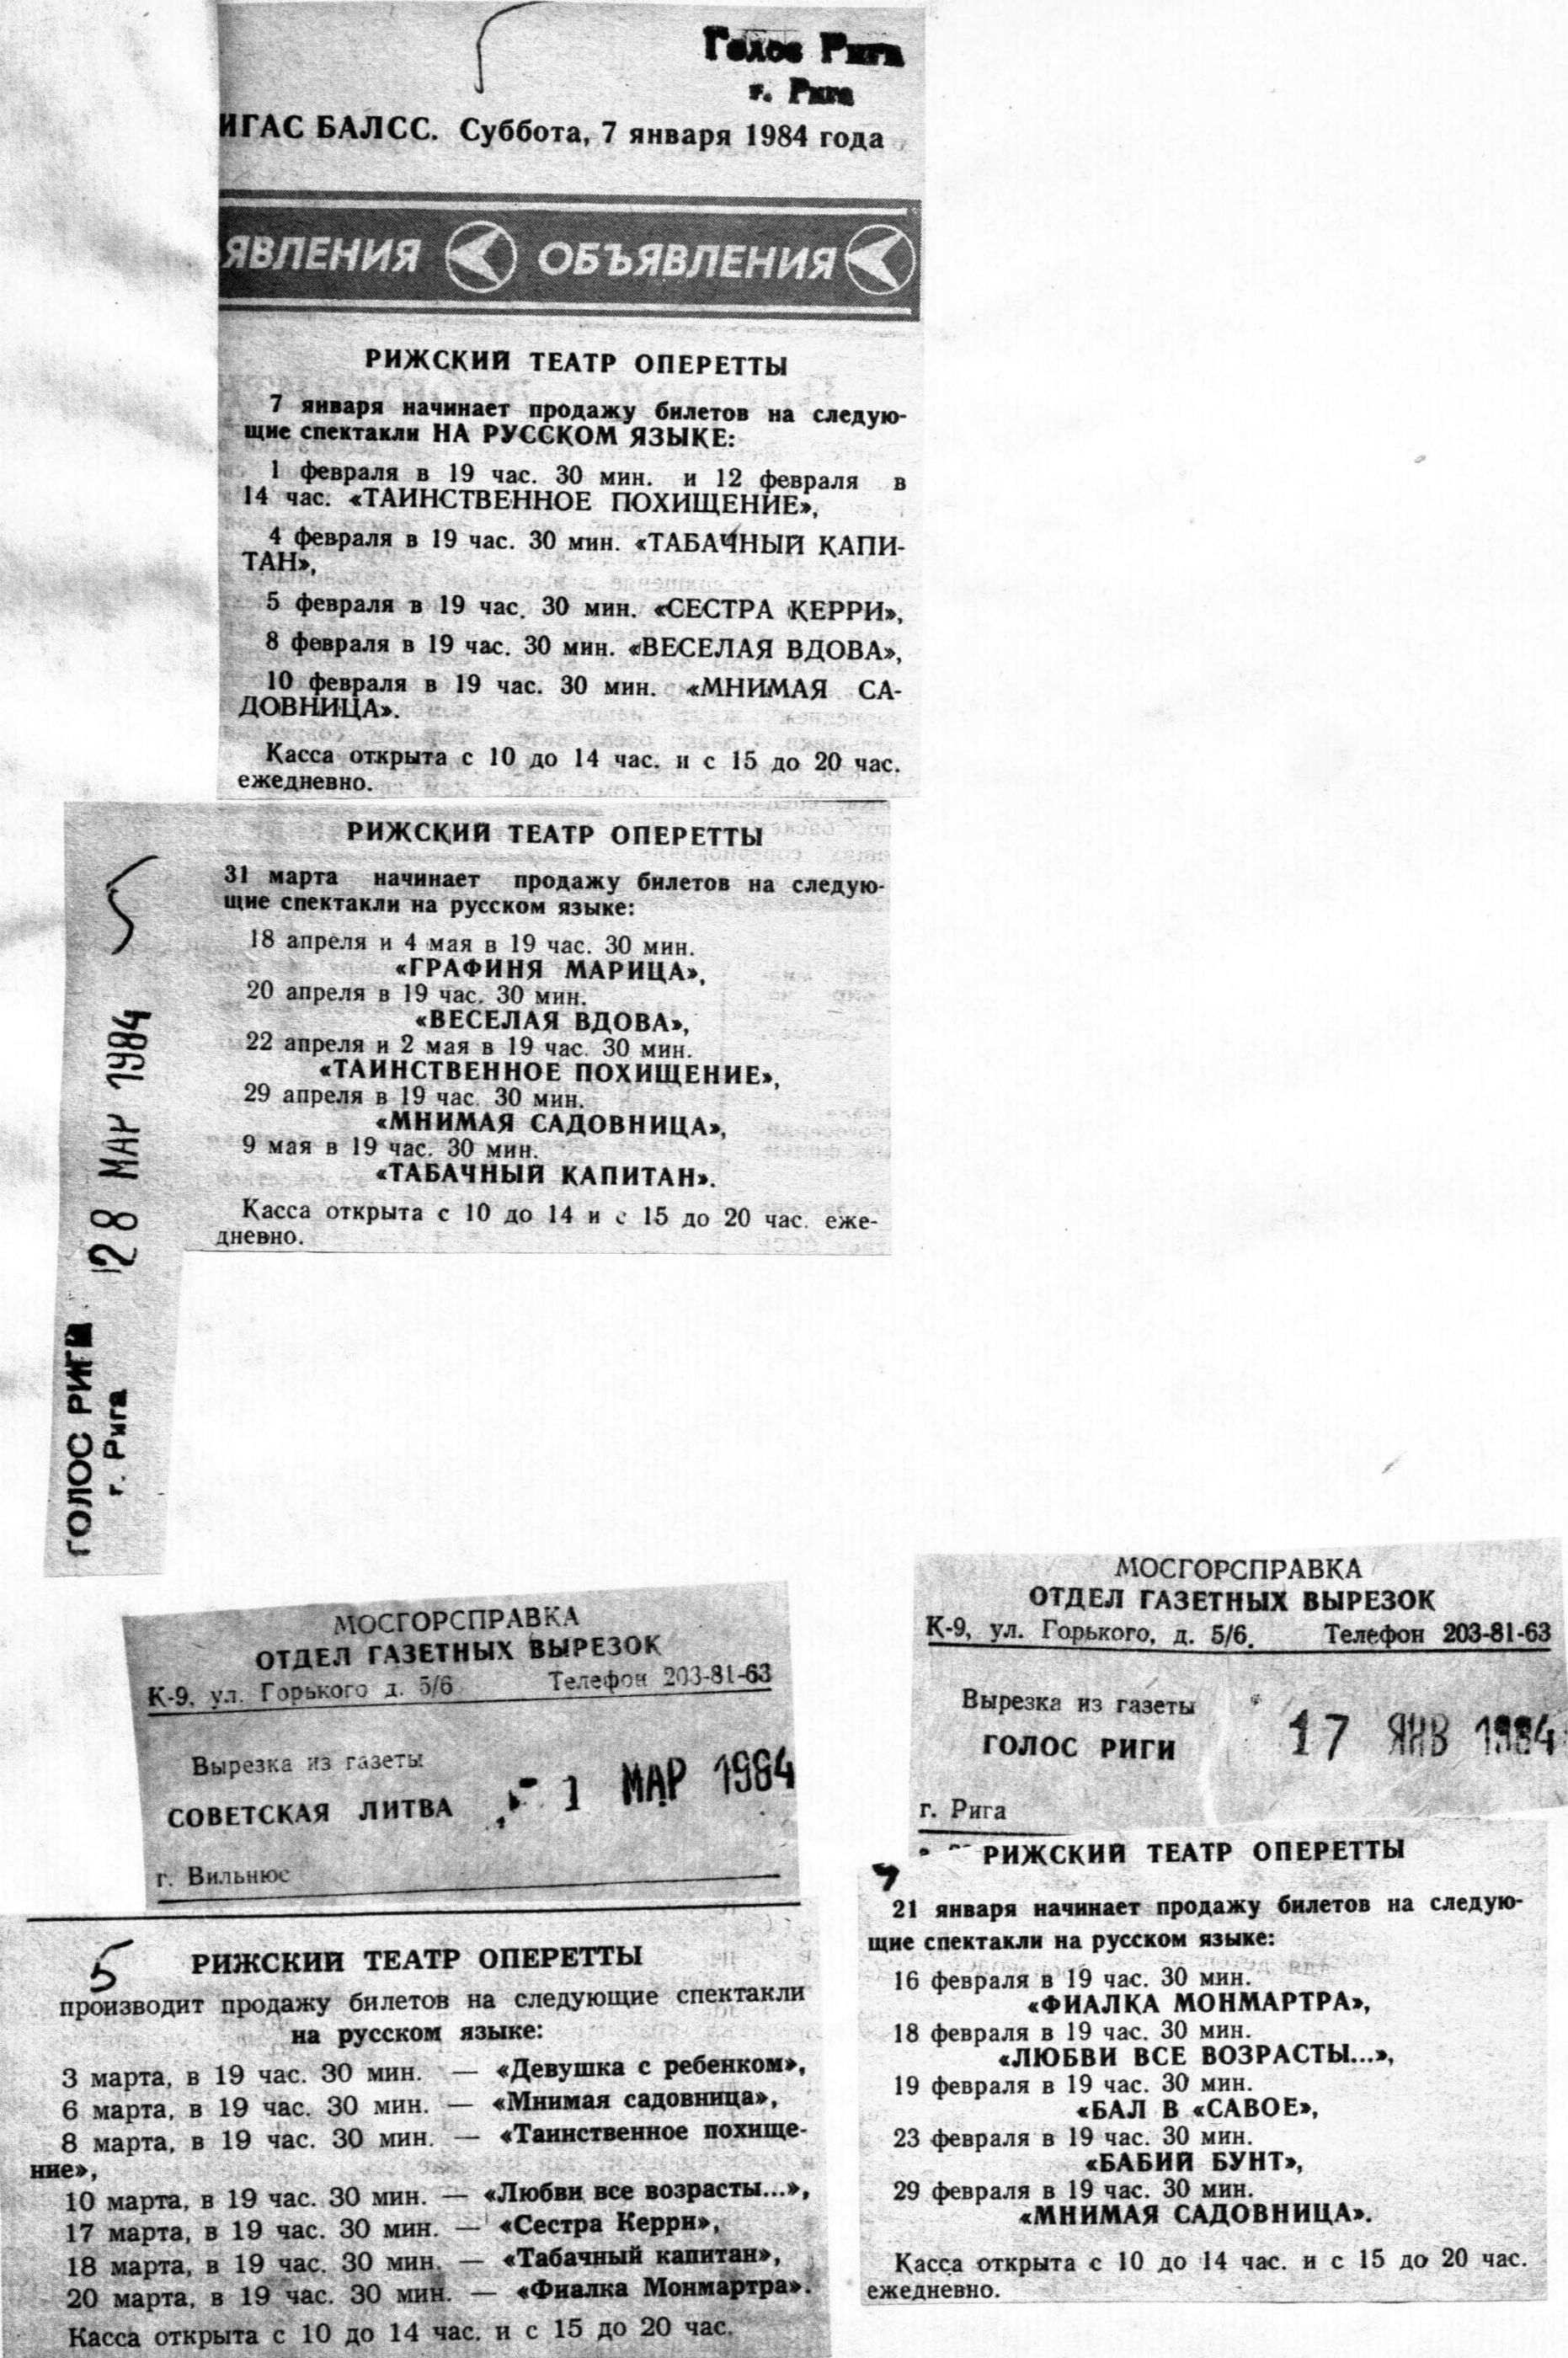 Голос Риги
г. Рига
ИГАС БАЛСС. Суббота, 7 января 1984 года
ЯВЛЕНИЯ ОБЪЯВЛЕНИЯ
РИЖСКИЙ ТЕАТР ОПЕРЕТТЫ
7 января начинает продажу билетов на следую-
щие спектакли НА РУССКОМ ЯЗЫКЕ:
1 февраля в 19 час. 30 мин. и 12 февраля в
14 час. «ТАИНСТВЕННОЕ ПОХИЩЕНИЕ»,
4 февраля в 19 час. 30 мин. «ТАБАЧНЫЙ КАПИ-
ТАН»,
5 февраля в 19 час. 30 мин. «СЕСТРА КЕРРИ»,
8 февраля в 19 час. 30 мин. «ВЕСЕЛАЯ ВДОВА»,
10 февраля в 19 час. 30 мин. «МНИМАЯ СА-
ДОВНИЦА».
Касса открыта с 10 до 14 час. и с 15 до 20 час.
ежедневно.
РИЖСКИЙ ТЕАТР ОПЕРЕТТЫ
31 марта начинает продажу билетов на следую-
щие спектакли на русском языке:
18 апреля и 4 мая в 19 час. 30 мин.
«ГРАФИНЯ МАРИЦА»,
20 апреля в 19 час. 30 мин.
«ВЕСЕЛАЯ ВДОВА»,
22 апреля и 2 мая в 19 час. 30 мин.
«ТАИНСТВЕННОЕ ПОХИЩЕНИЕ»,
29 апреля в 19 час. 30 мин.
«МНИМАЯ САДОВНИЦА»,
9 мая в 19 час. 30 мин.
«ТАБАЧНЫЙ КАПИТАН».
Касса открыта с 10 до 14 и с 15 до 20 час. еже-
дневно.
5
28 МАР 1984
ГОЛОС РИГИ
г. Рига
МОСГОРСПРАВКА
ОТДЕЛ ГАЗЕТНЫХ ВЫРЕЗОК
К-9, ул. Горького д. 5/6 Телефон 203-81-63
Вырезка из газеты
СОВЕТСКАЯ ЛИТВА 1 МАР 1984
г. Вильнюс
5
РИЖСКИЙ ТЕАТР ОПЕРЕТТЫ
производит продажу билетов на следующие спектакли
на русском языке:
3 марта, в 19 час. 30 мин. — «Девушка с ребенком»,
6 марта, в 19 час. 30 мин. — «Мнимая садовница»,
8 марта, в 19 час. 30 мин. — «Таинственное похище-
ние»,
10 марта, в 19 час. 30 мин. — «Любви все возрасты...»,
17 марта, в 19 час. 30 мин. — «Сестра Керри»,
18 марта, в 19 час. 30 мин. — «Табачный капитан»,
20 марта, в 19 час. 30 мин. — «Фиалка Монмартра».
Касса открыта с 10 до 14 час. и с 15 до 20 час.
МОСГОРСПРАВКА
ОТДЕЛ ГАЗЕТНЫХ ВЫРЕЗОК
К-9, ул. Горького, д. 5/6. Телефон 203-81-63
Вырезка из газеты
ГОЛОС РИГИ 17 ЯНВ 1984
г. Рига
РИЖСКИЙ ТЕАТР ОПЕРЕТТЫ
21 января начинает продажу билетов на следую-
щие спектакли на русском языке:
16 февраля в 19 час. 30 мин.
«ФИАЛКА МОНМАРТРА»,
18 февраля в 19 час. 30 мин.
«ЛЮБВИ ВСЕ ВОЗРАСТЫ...»,
19 февраля в 19 час. 30 мин.
«БАЛ В «САВОЕ»,
23 февраля в 19 час. 30 мин.
«БАБИЙ БУНТ»,
29 февраля в 19 час. 30 мин.
«МНИМАЯ САДОВНИЦА».
Касса открыта с 10 до 14 час. и с 15 до 20 час.
ежедневно.